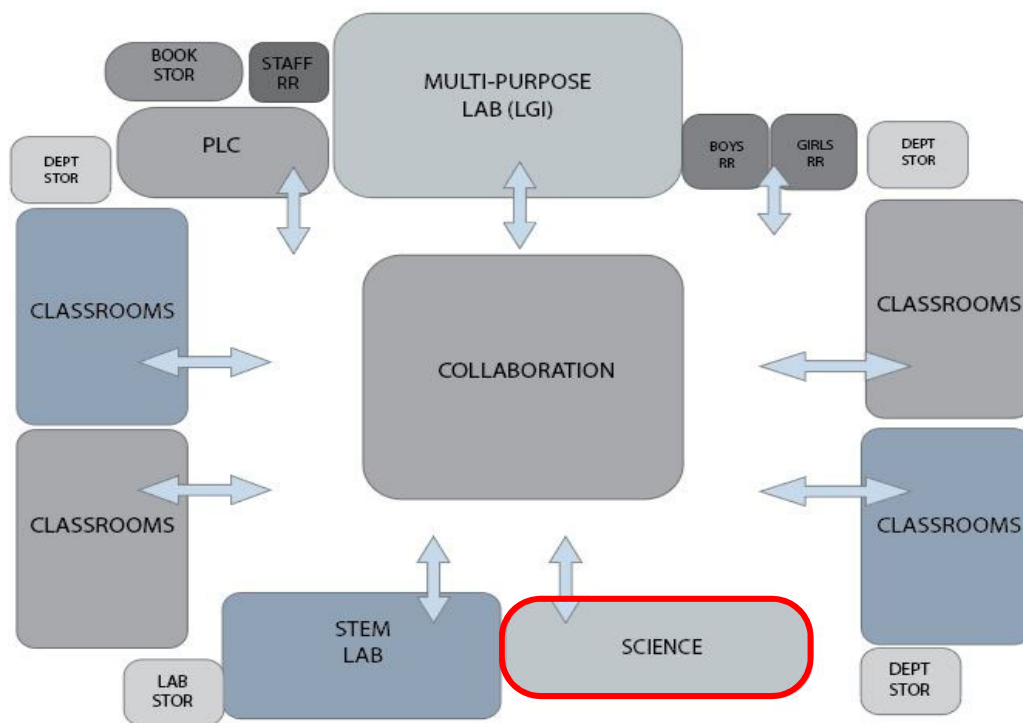 BOOK
STOR
STAFF
RR
MULTI-PURPOSE
LAB (LGI)
PLC
BOYS
RR
GIRLS
RR
DEPT
STOR
DEPT
STOR
CLASSROOMS
CLASSROOMS
COLLABORATION
CLASSROOMS
CLASSROOMS
STEM
LAB
SCIENCE
LAB
STOR
DEPT
STOR